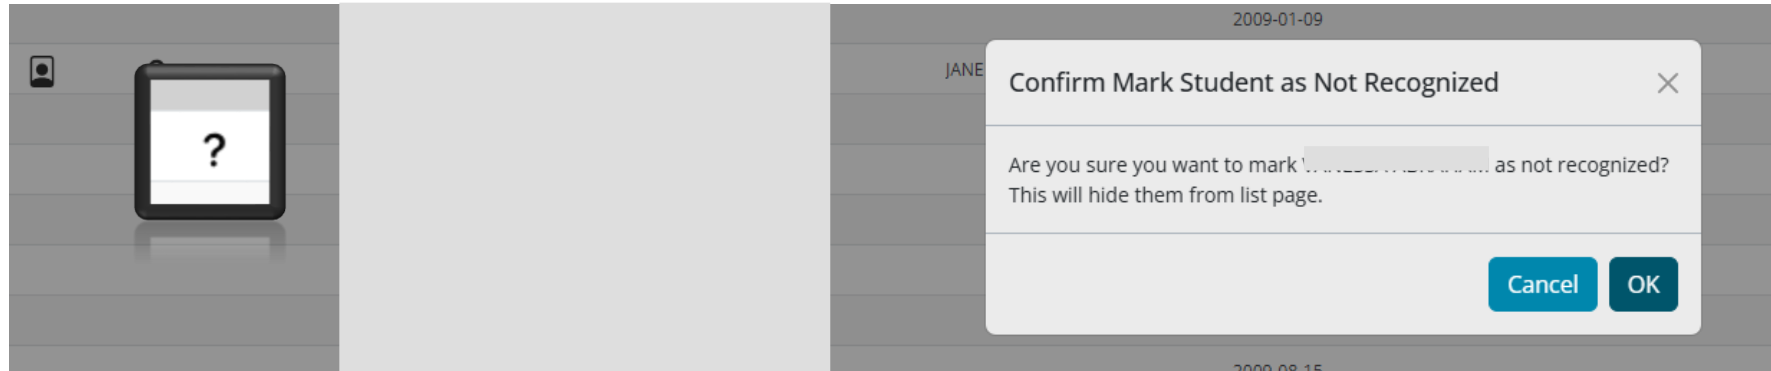 2009-01-09
JANE
Confirm Mark Student as Not Recognized
?
Are you sure you want to mark as not recognized?
This will hide them from list page.
Cancel OK